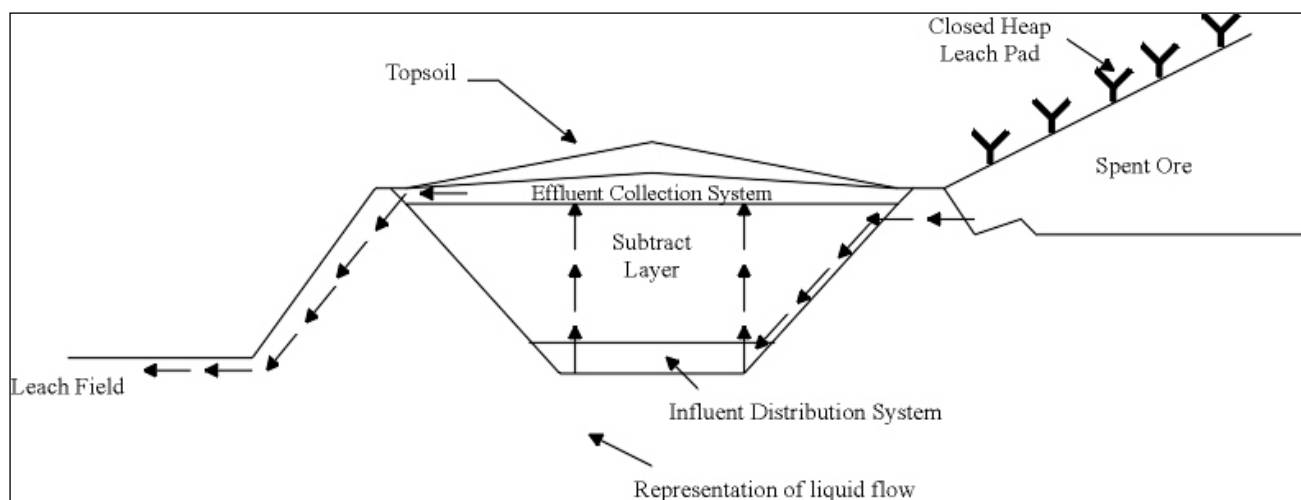 Closed Heap
Leach Pad
Topsoil
Spent Ore
Effluent Collection System
Subtract
Layer
Leach Field
Influent Distribution System
Representation of liquid flow